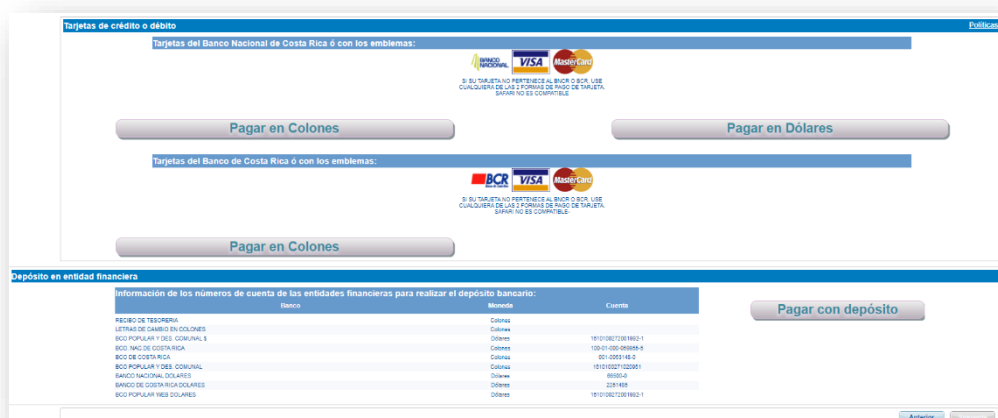 Tarjetas de crédito o débito
Políticas
Tarjetas del Banco Nacional de Costa Rica ó con los emblemas:
BANCO NACIONAL VISA MasterCard
SI SU TARJETA NO PERTENECE AL BNCR O BCR, USE
CUALQUIERA DE LAS 2 FORMAS DE PAGO DE TARJETA.
SAFARI NO ES COMPATIBLE
Pagar en Colones
Pagar en Dólares
Tarjetas del Banco de Costa Rica ó con los emblemas:
BCR VISA MasterCard
SI SU TARJETA NO PERTENECE AL BNCR O BCR, USE
CUALQUIERA DE LAS 2 FORMAS DE PAGO DE TARJETA.
SAFARI NO ES COMPATIBLE-
Pagar en Colones
Depósito en entidad financiera
Información de los números de cuenta de las entidades financieras para realizar el depósito bancario:
Banco Moneda Cuenta
Pagar con depósito
RECIBO DE TESORERIA Colones
LETRAS DE CAMBIO EN COLONES Colones
BCO POPULAR Y DES. COMUNAL $ Dólares
BCO. NAC. DE COSTA RICA Colones
BCO DE COSTA RICA Colones
BCO POPULAR Y DES. COMUNAL Colones
BANCO NACIONAL DOLARES Dólares
BANCO DE COSTA RICA DOLARES Dólares
BCO POPULAR WEB DOLARES Dólares
Anterior